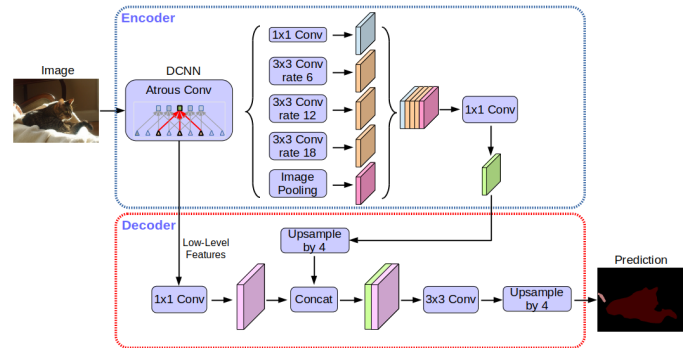 Encoder
Image
DCNN
Atrous Conv
1x1 Conv
3x3 Conv
rate 6
3x3 Conv
rate 12
3x3 Conv
rate 18
Image
Pooling
1x1 Conv
Decoder
Low-Level
Features
Upsample
by 4
1x1 Conv
Concat
3x3 Conv
Upsample
by 4
Prediction